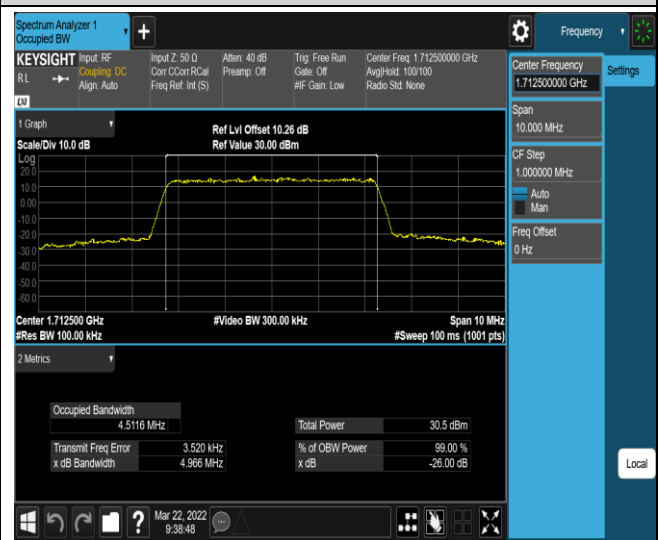 Spectrum Analyzer 1
Occupied BW
Frequency
KEYSIGHT
RL
Input: RF
Coupling: DC
Align: Auto
Input Z: 50 Ω
Corr CCorr RCal
Freq Ref: Int (S)
Atten: 40 dB
Preamp: Off
Trig: Free Run
Gate: Off
#IF Gain: Low
Center Freq: 1.712500000 GHz
Avg|Hold: 100/100
Radio Std: None
1 Graph
Scale/Div 10.0 dB
Ref Lvl Offset 10.26 dB
Ref Value 30.00 dBm
Log
20.0
10.0
0.00
-10.0
-20.0
-30.0
-40.0
-50.0
-60.0
Center 1.712500 GHz
#Res BW 100.00 kHz
#Video BW 300.00 kHz
Span 10 MHz
#Sweep 100 ms (1001 pts)
2 Metrics
Occupied Bandwidth
4.5116 MHz
Total Power 30.5 dBm
Transmit Freq Error 3.520 kHz
% of OBW Power 99.00 %
x dB Bandwidth 4.966 MHz
x dB -26.00 dB
Center Frequency
1.712500000 GHz
Settings
Span
10.000 MHz
CF Step
1.000000 MHz
Auto
Man
Freq Offset
0 Hz
Local
Mar 22, 2022
9:38:48